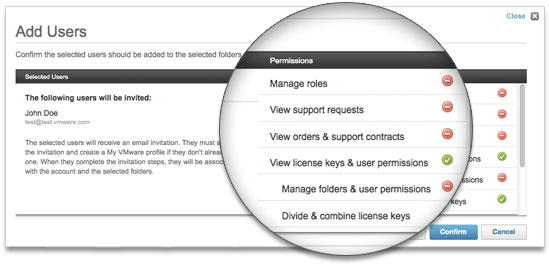 Close
Add Users
Confirm the selected users should be added to the selected folders
Selected Users
Permissions
The following users will be invited:
John Doe
test@test.vmware.com
The selected users will receive an email invitation. They must a
the invitation and create a My VMware profile if they don't alread
one. When they complete the invitation steps, they will be assoc
with the account and the selected folders.
Manage roles
View support requests
View orders & support contracts
View license keys & user permissions
Manage folders & user permissions
Divide & combine license keys
ons
ssions
keys
Confirm
Cancel